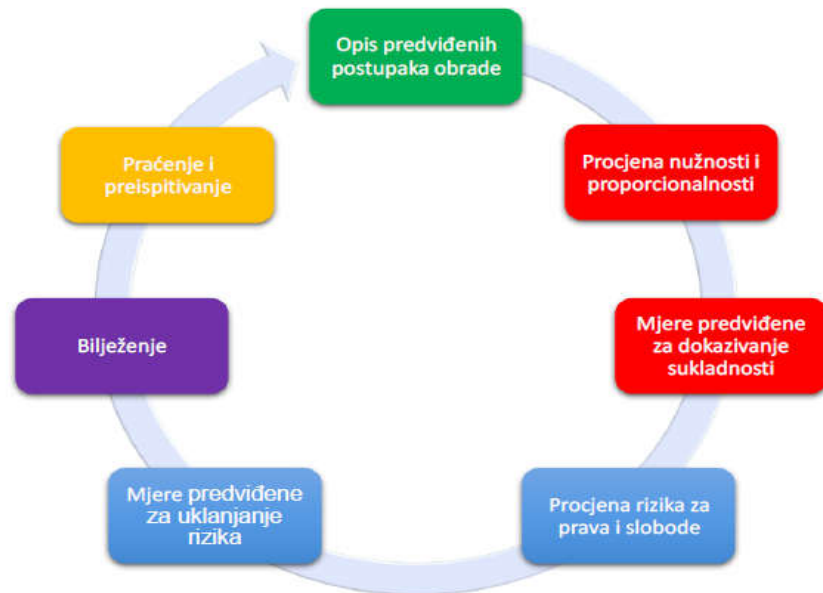 Opis predviđenih
postupaka obrade
Procjena nužnosti i
proporcionalnosti
Mjere predviđene
za dokazivanje
sukladnosti
Procjena rizika za
prava i slobode
Mjere predviđene
za uklanjanje
rizika
Bilježenje
Praćenje i
preispitivanje